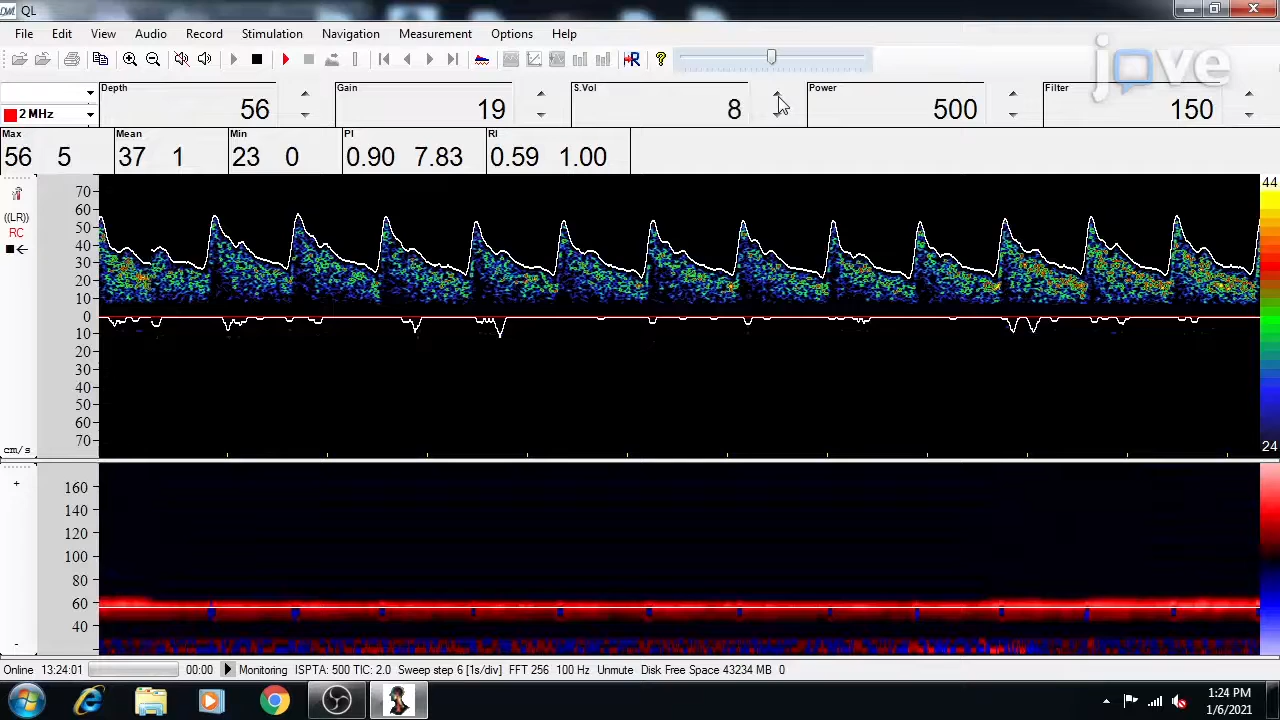 DWL QL
File Edit View Audio Record Stimulation Navigation Measurement Options Help
jove
Depth 56 Gain 19 S.Vol 8 Power 500 Filter 150
2 MHz
Max Mean Min PI RI
56 5 37 1 23 0 0.90 7.83 0.59 1.00
((LR))
RC
44
70
60
50
40
30
20
10
0
10
20
30
40
50
60
70
24
cm/s
+
160
140
120
100
80
60
40
-
Online 13:24:01 00:00 Monitoring ISPTA: 500 TIC: 2.0 Sweep step 6 [1s/div] FFT 256 100 Hz Unmute Disk Free Space 43234 MB 0
1:24 PM
1/6/2021